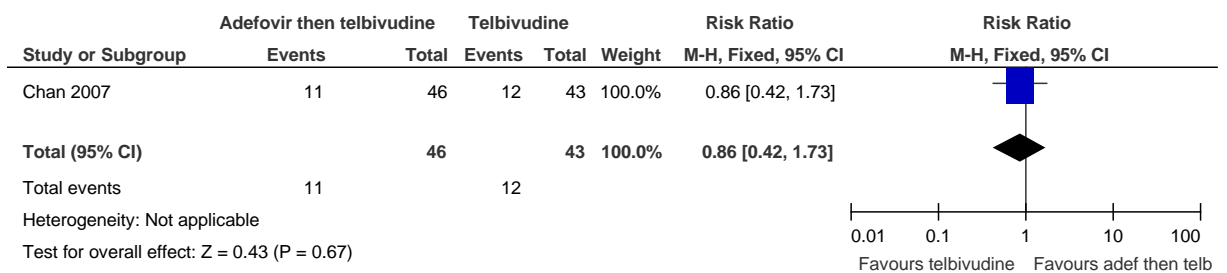 Adefovir then telbivudine Telbivudine Risk Ratio Risk Ratio
Study or Subgroup Events Total Events Total Weight M-H, Fixed, 95% CI M-H, Fixed, 95% CI
Chan 2007 11 46 12 43 100.0% 0.86 [0.42, 1.73]
Total (95% CI) 46 43 100.0% 0.86 [0.42, 1.73]
Total events 11 12
Heterogeneity: Not applicable
Test for overall effect: Z = 0.43 (P = 0.67)
0.01 0.1 1 10 100
Favours telbivudine Favours adef then telb